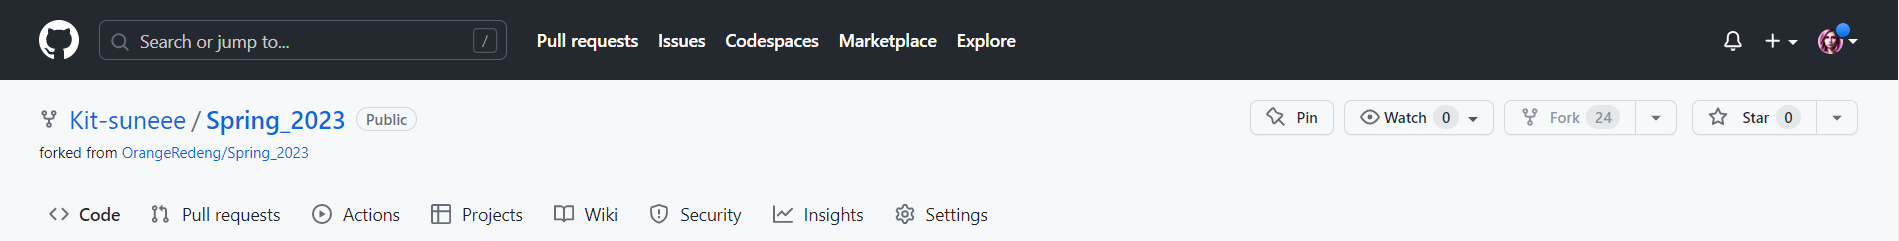 Search or jump to... / Pull requests Issues Codespaces Marketplace Explore
Kit-suneee / Spring_2023 Public Pin Watch 0 Fork 24 Star 0
forked from OrangeRedeng/Spring_2023
Code Pull requests Actions Projects Wiki Security Insights Settings